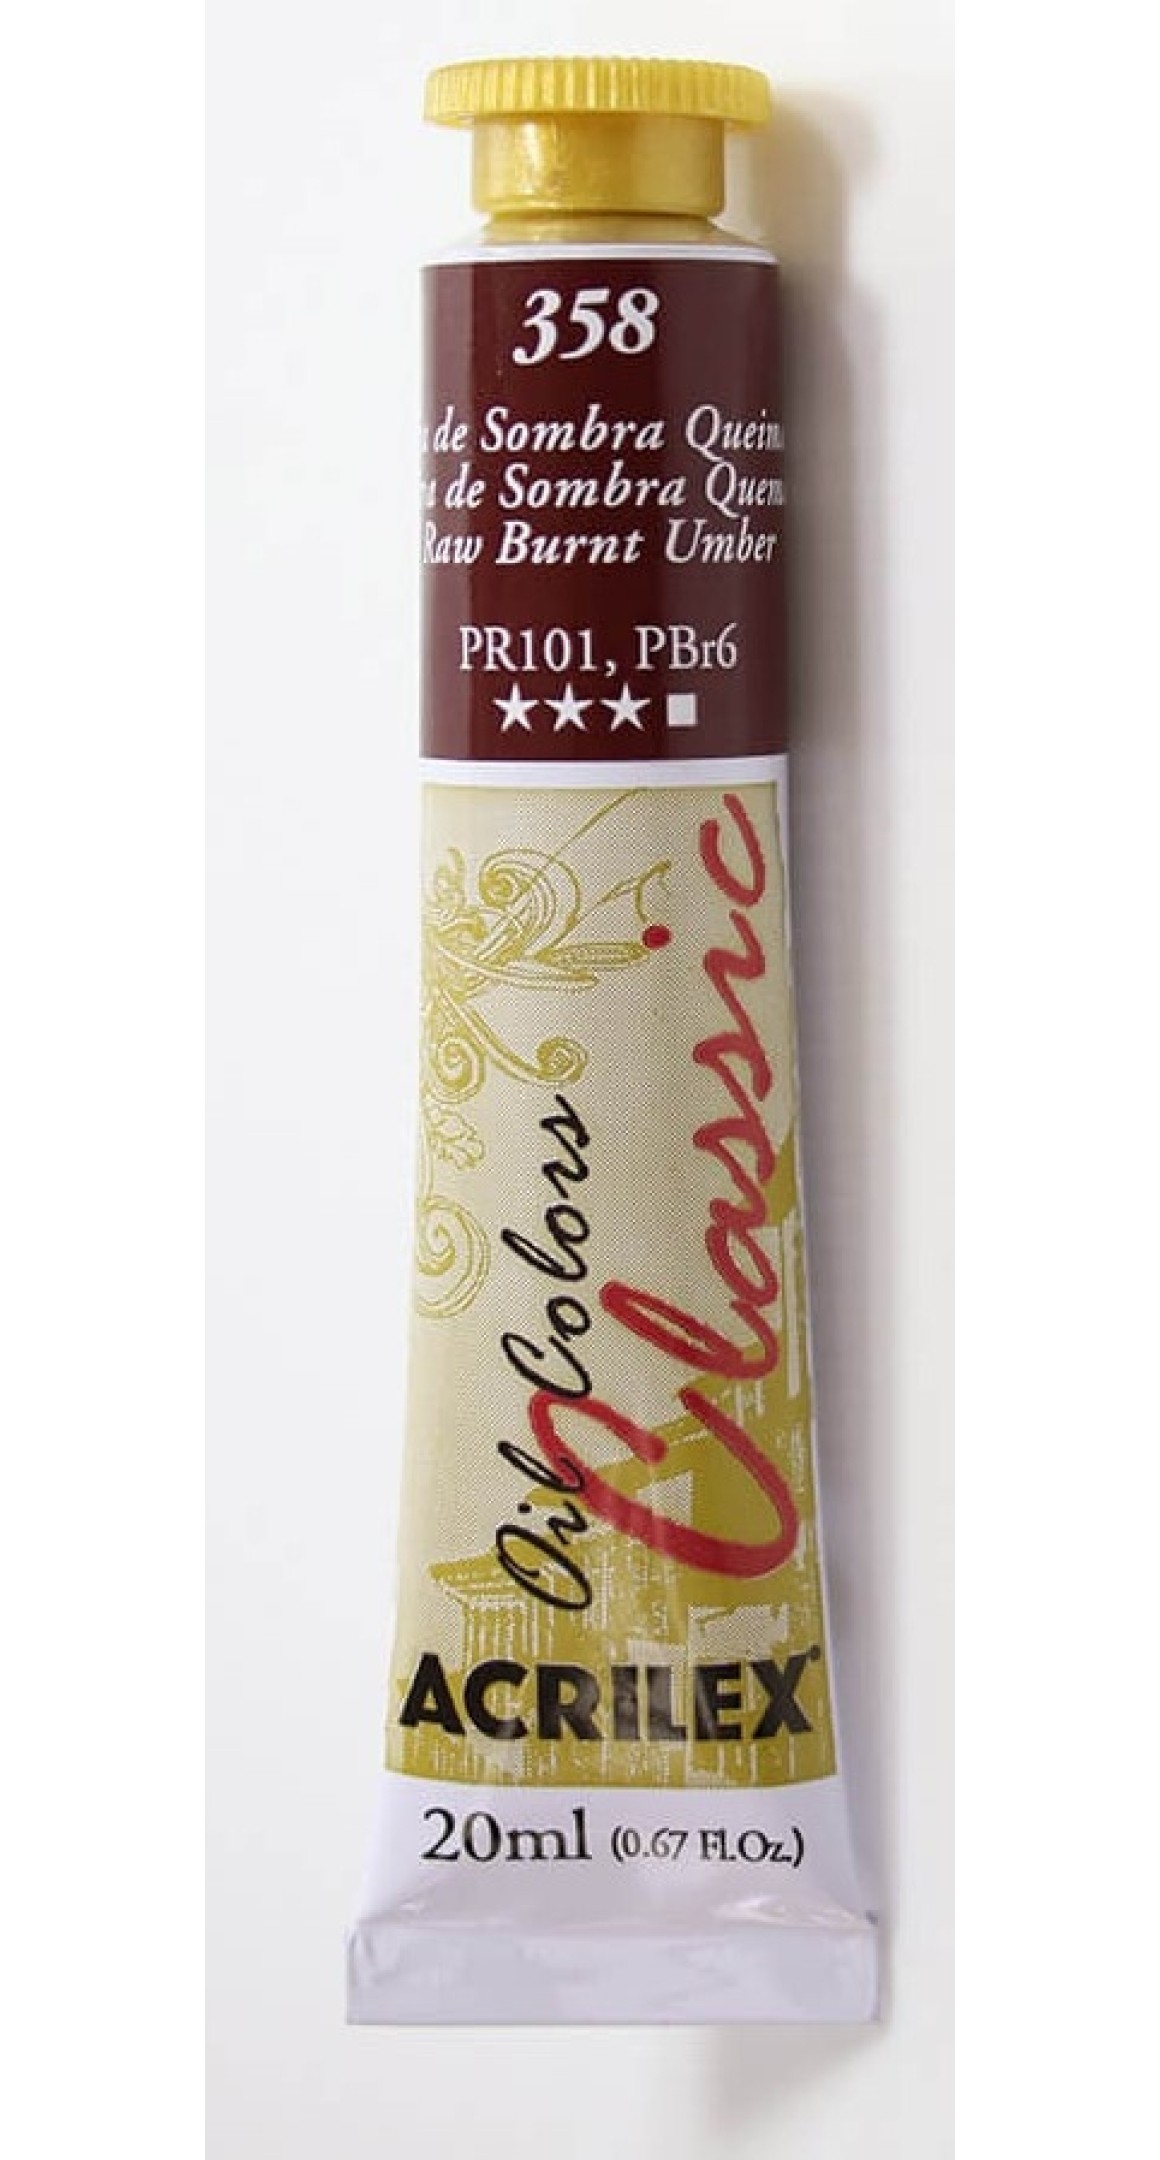 358
de Sombra Queim
a de Sombra Quem
Raw Burnt Umber
PR101, PBr6
★★★■
Oil Colors
Classic
ACRILEX®
20ml (0.67 Fl.Oz.)